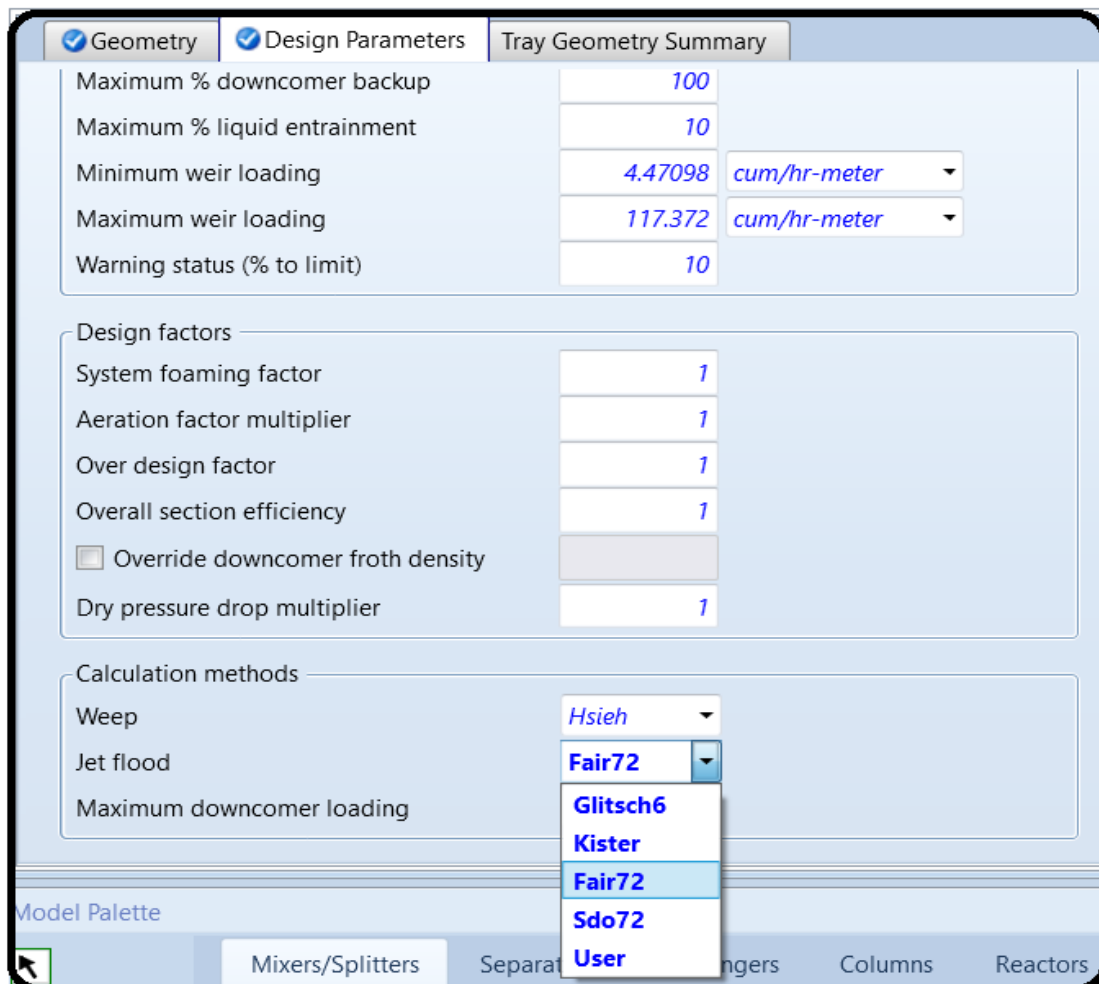 Geometry Design Parameters Tray Geometry Summary
Maximum % downcomer backup 100
Maximum % liquid entrainment 10
Minimum weir loading 4.47098 cum/hr-meter
Maximum weir loading 117.372 cum/hr-meter
Warning status (% to limit) 10
Design factors
System foaming factor 1
Aeration factor multiplier 1
Over design factor 1
Overall section efficiency 1
Override downcomer froth density
Dry pressure drop multiplier 1
Calculation methods
Weep Hsieh
Jet flood Fair72
Maximum downcomer loading
Glitsch6
Kister
Fair72
Sdo72
User
Model Palette
Mixers/Splitters Separat ngers Columns Reactors